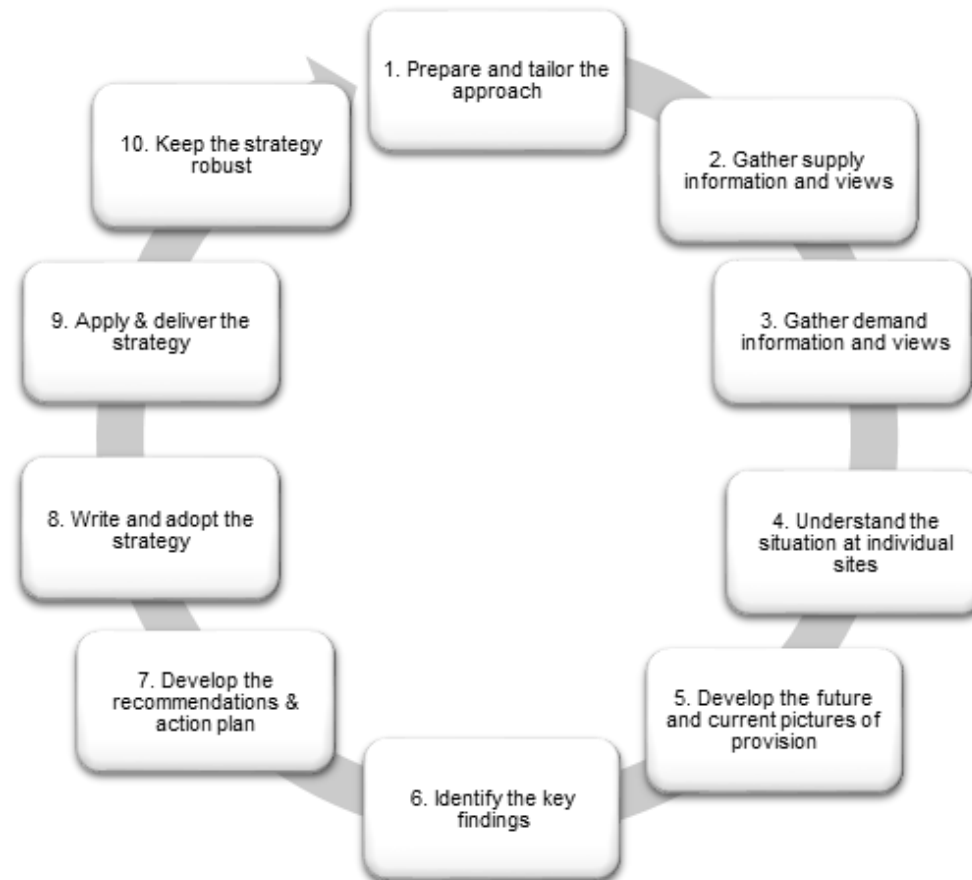 1. Prepare and tailor the
approach
2. Gather supply
information and views
3. Gather demand
information and views
4. Understand the
situation at individual
sites
5. Develop the future
and current pictures of
provision
6. Identify the key
findings
7. Develop the
recommendations &
action plan
8. Write and adopt the
strategy
9. Apply & deliver the
strategy
10. Keep the strategy
robust